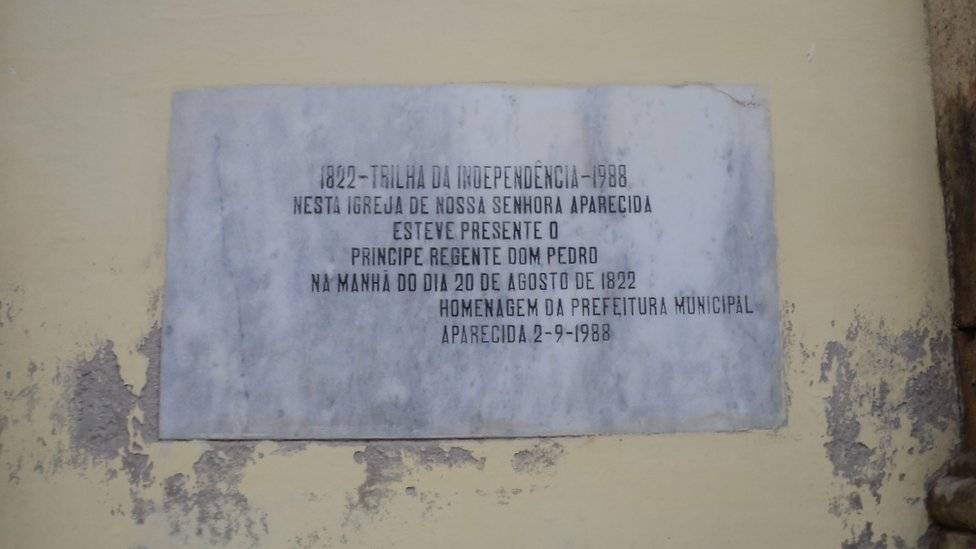 1822-TRILHA DA INDEPENDÊNCIA-1988
NESTA IGREJA DE NOSSA SENHORA APARECIDA
ESTEVE PRESENTE O
PRINCIPE REGENTE DOM PEDRO
NA MANHÃ DO DIA 20 DE AGOSTO DE 1822
HOMENAGEM DA PREFEITURA MUNICIPAL
APARECIDA 2-9-1988